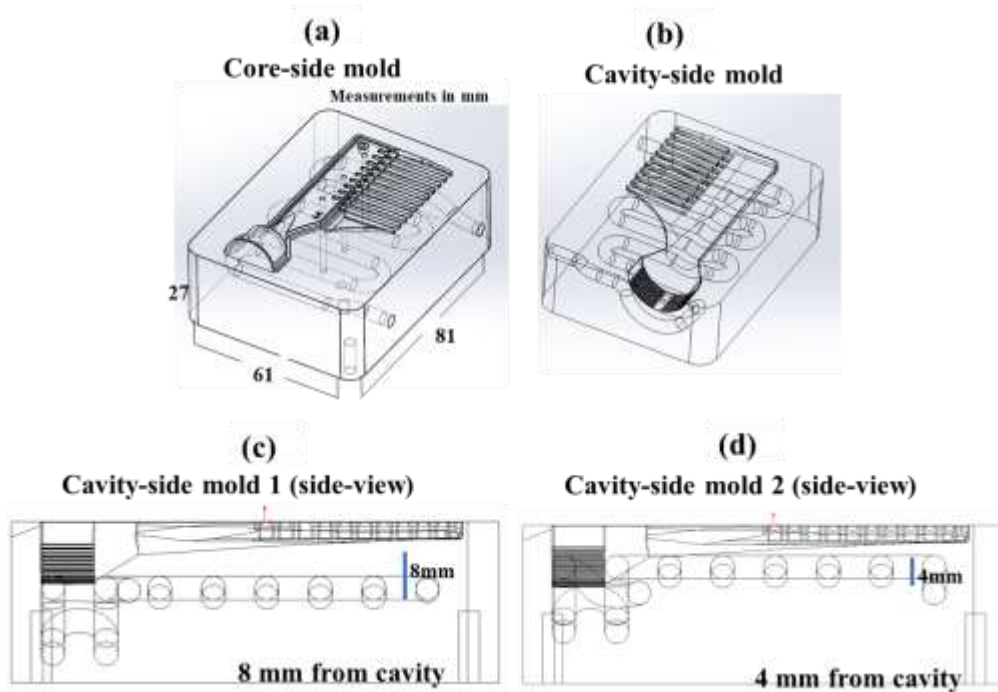 (a)
Core-side mold
Measurements in mm
27
61
81
(b)
Cavity-side mold
(c)
Cavity-side mold 1 (side-view)
8mm
8 mm from cavity
(d)
Cavity-side mold 2 (side-view)
4mm
4 mm from cavity